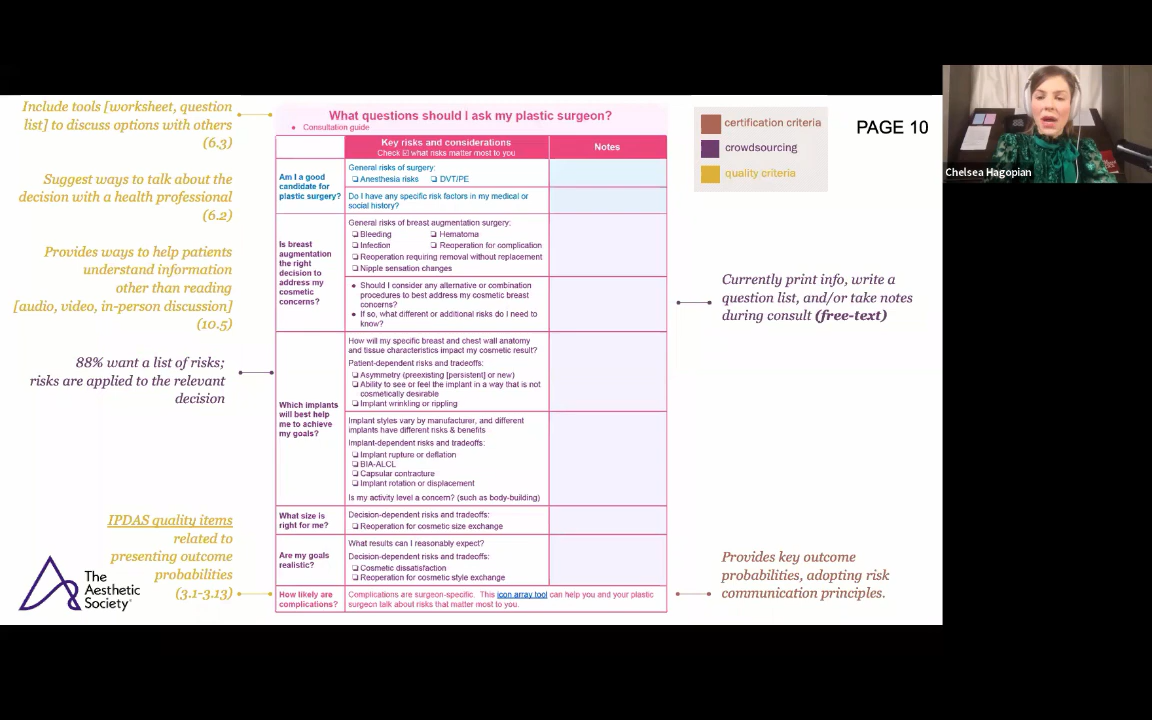 Include tools [worksheet, question
list] to discuss options with others
(6.3)
Suggest ways to talk about the
decision with a health professional
(6.2)
Provides ways to help patients
understand information
other than reading
[audio, video, in-person discussion]
(10.5)
88% want a list of risks;
risks are applied to the relevant
decision
IPDAS quality items
related to
presenting outcome
probabilities
(3.1-3.13)
The
Aesthetic
Society
What questions should I ask my plastic surgeon?
• Consultation guide
Key risks and considerations
Check ☑ what risks matter most to you
Notes
Am I a good
candidate for
plastic surgery?
General risks of surgery:
☐ Anesthesia risks ☐ DVT/PE
Do I have any specific risk factors in my medical or
social history?
Is breast
augmentation
the right
decision to
address my
cosmetic
concerns?
General risks of breast augmentation surgery:
☐ Bleeding ☐ Hematoma
☐ Infection ☐ Reoperation for complication
☐ Reoperation requiring removal without replacement
☐ Nipple sensation changes
• Should I consider any alternative or combination
procedures to best address my cosmetic breast
concerns?
• If so, what different or additional risks do I need to
know?
Which implants
will best help
me to achieve
my goals?
How will my specific breast and chest wall anatomy
and tissue characteristics impact my cosmetic result?
Patient-dependent risks and tradeoffs:
☐ Asymmetry (preexisting [persistent] or new)
☐ Ability to see or feel the implant in a way that is not
cosmetically desirable
☐ Implant wrinkling or rippling
Implant styles vary by manufacturer, and different
implants have different risks & benefits
Implant-dependent risks and tradeoffs:
☐ Implant rupture or deflation
☐ BIA-ALCL
☐ Capsular contracture
☐ Implant rotation or displacement
Is my activity level a concern? (such as body-building)
What size is
right for me?
Decision-dependent risks and tradeoffs:
☐ Reoperation for cosmetic size exchange
Are my goals
realistic?
What results can I reasonably expect?
Decision-dependent risks and tradeoffs:
☐ Cosmetic dissatisfaction
☐ Reoperation for cosmetic style exchange
How likely are
complications?
Complications are surgeon-specific. This icon array tool can help you and your plastic
surgeon talk about risks that matter most to you.
certification criteria
crowdsourcing
quality criteria
PAGE 10
Currently print info, write a
question list, and/or take notes
during consult (free-text)
Provides key outcome
probabilities, adopting risk
communication principles.
Chelsea Hagopian